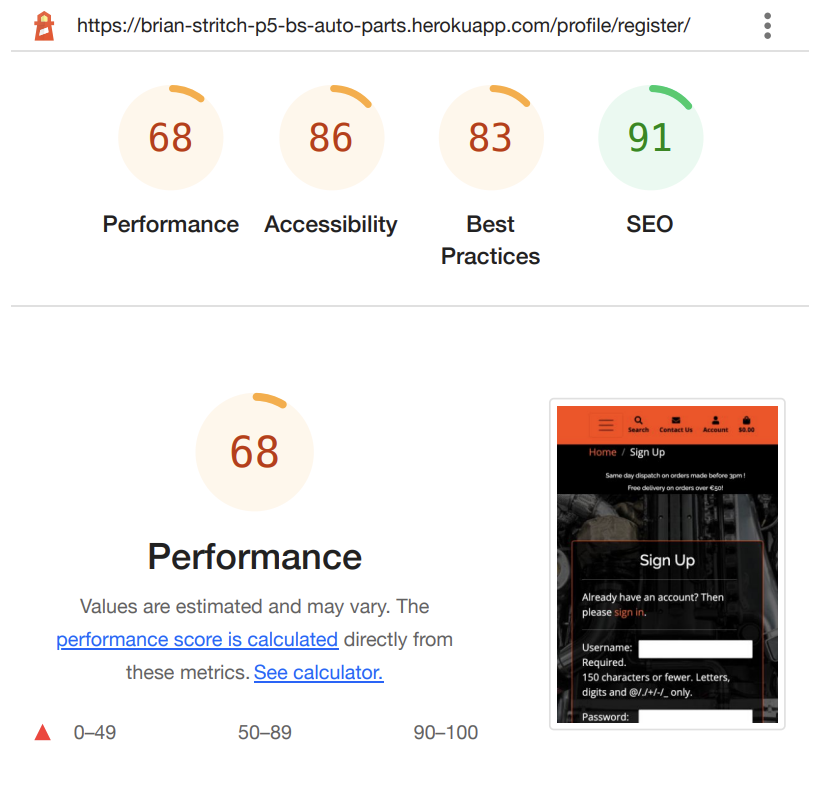 https://brian-stritch-p5-bs-auto-parts.herokuapp.com/profile/register/
68
86
83
91
Performance
Accessibility
Best
Practices
SEO
68
Performance
Values are estimated and may vary. The
performance score is calculated directly from
these metrics. See calculator.
0–49
50–89
90–100
Search
Contact Us
Account
$0.00
Home / Sign Up
Same day dispatch on orders made before 3pm !
Free delivery on orders over €50!
Sign Up
Already have an account? Then
please sign in.
Username:
Required.
150 characters or fewer. Letters,
digits and @/./+/-/_ only.
Password: